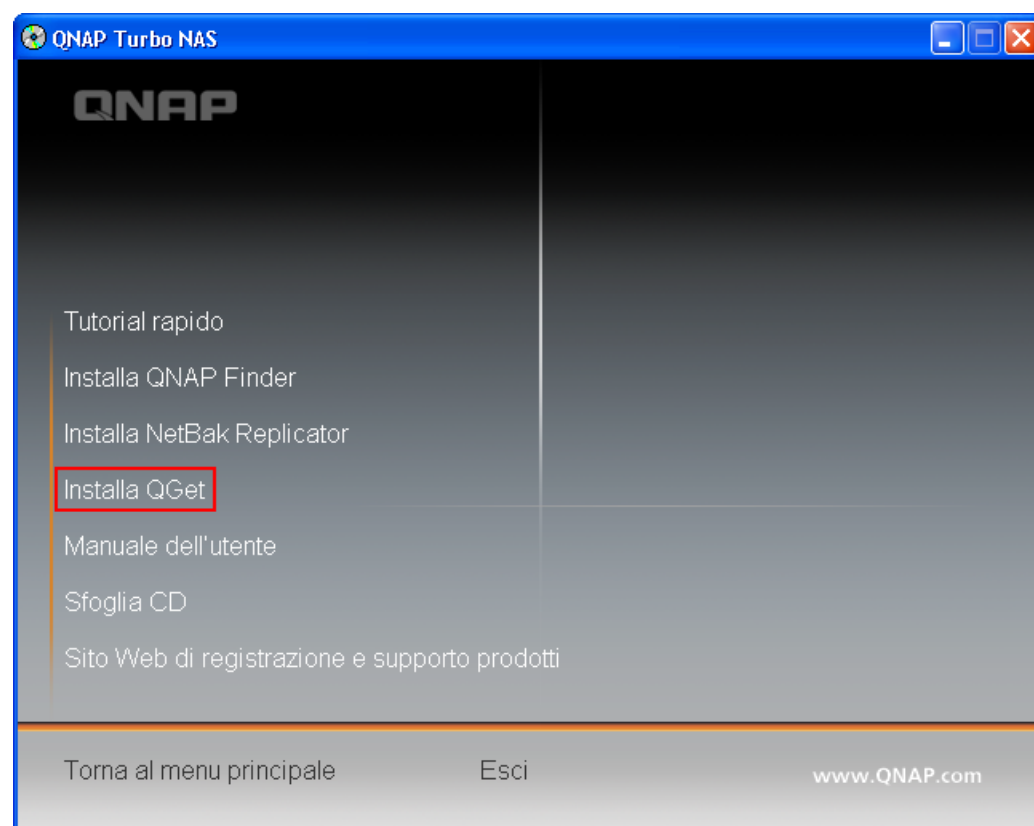 QNAP Turbo NAS
QNAP
Tutorial rapido
Installa QNAP Finder
Installa NetBak Replicator
Installa QGet
Manuale dell'utente
Sfoglia CD
Sito Web di registrazione e supporto prodotti
Torna al menu principale
Esci
www.QNAP.com